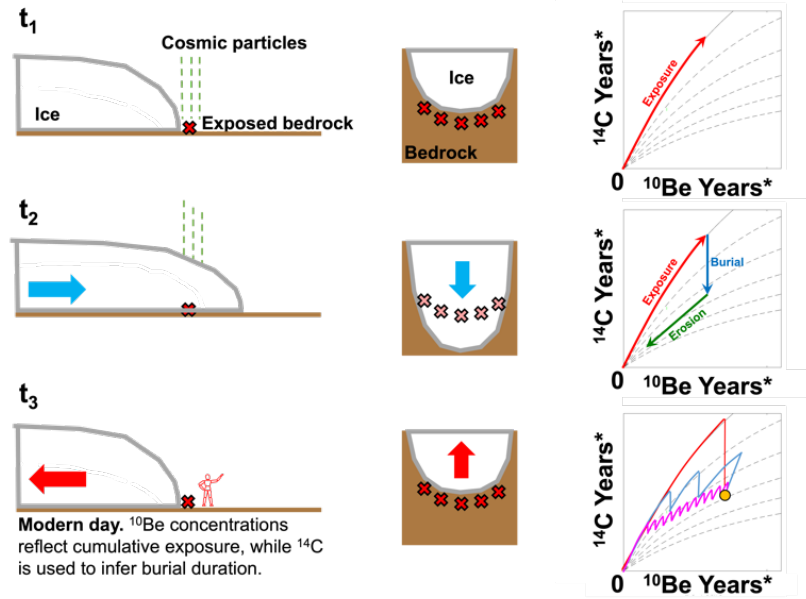 t₁
Cosmic particles
Ice
Exposed bedrock
Ice
Bedrock
¹⁴C Years*
Exposure
0 ¹⁰Be Years*
t₂
¹⁴C Years*
Exposure
Burial
Erosion
0 ¹⁰Be Years*
t₃
Modern day. ¹⁰Be concentrations
reflect cumulative exposure, while ¹⁴C
is used to infer burial duration.
¹⁴C Years*
0 ¹⁰Be Years*